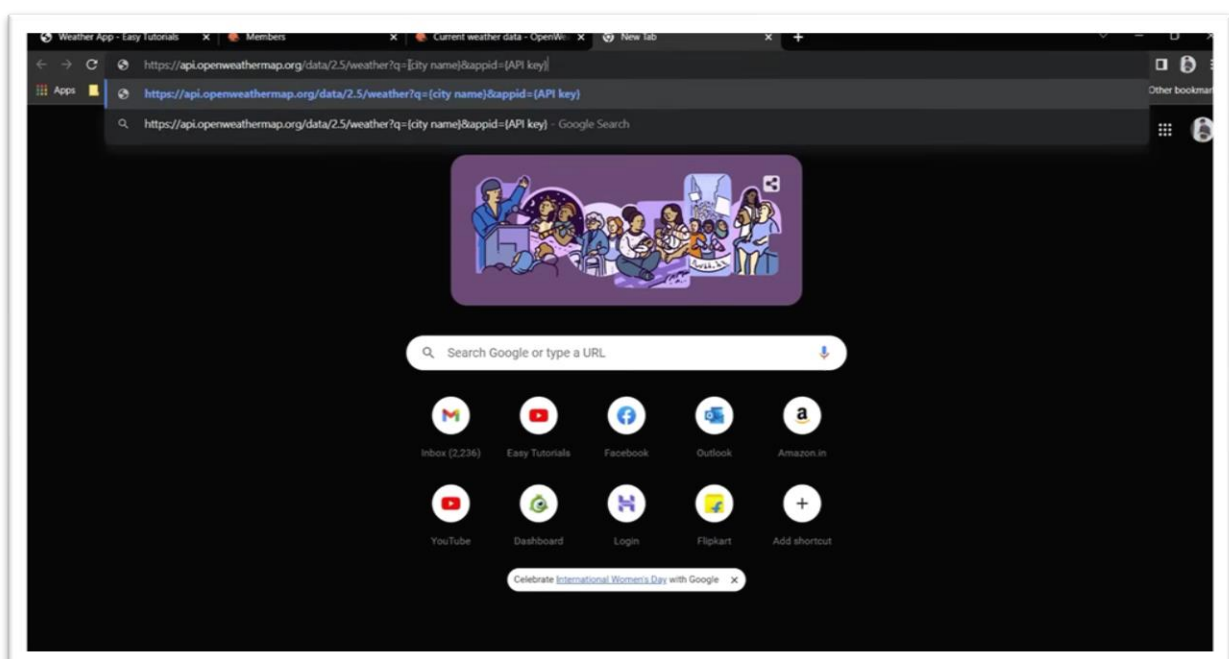 Weather App - Easy Tutorials
Members
Current weather data - OpenWe
New Tab
https://api.openweathermap.org/data/2.5/weather?q={city name}&appid={API key}
Apps
https://api.openweathermap.org/data/2.5/weather?q={city name}&appid={API key}
Other bookmar
https://api.openweathermap.org/data/2.5/weather?q={city name}&appid={API key} - Google Search
Search Google or type a URL
Inbox (2,236) Easy Tutorials Facebook Outlook Amazon.in
YouTube Dashboard Login Flipkart Add shortcut
Celebrate International Women's Day with Google